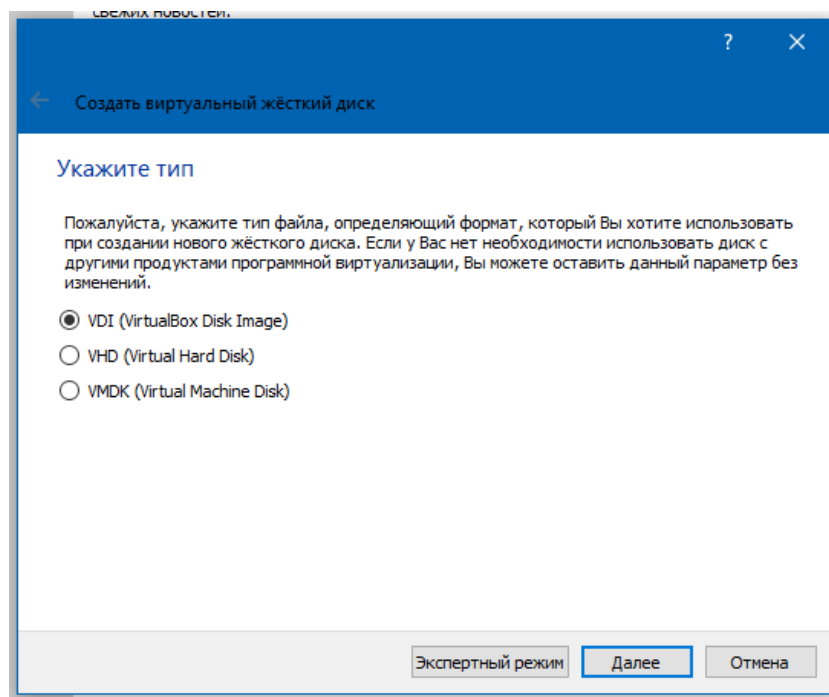 свежих новостей.
?
Создать виртуальный жёсткий диск
Укажите тип
Пожалуйста, укажите тип файла, определяющий формат, который Вы хотите использовать
при создании нового жёсткого диска. Если у Вас нет необходимости использовать диск с
другими продуктами программной виртуализации, Вы можете оставить данный параметр без
изменений.
VDI (VirtualBox Disk Image)
VHD (Virtual Hard Disk)
VMDK (Virtual Machine Disk)
Экспертный режим Далее Отмена